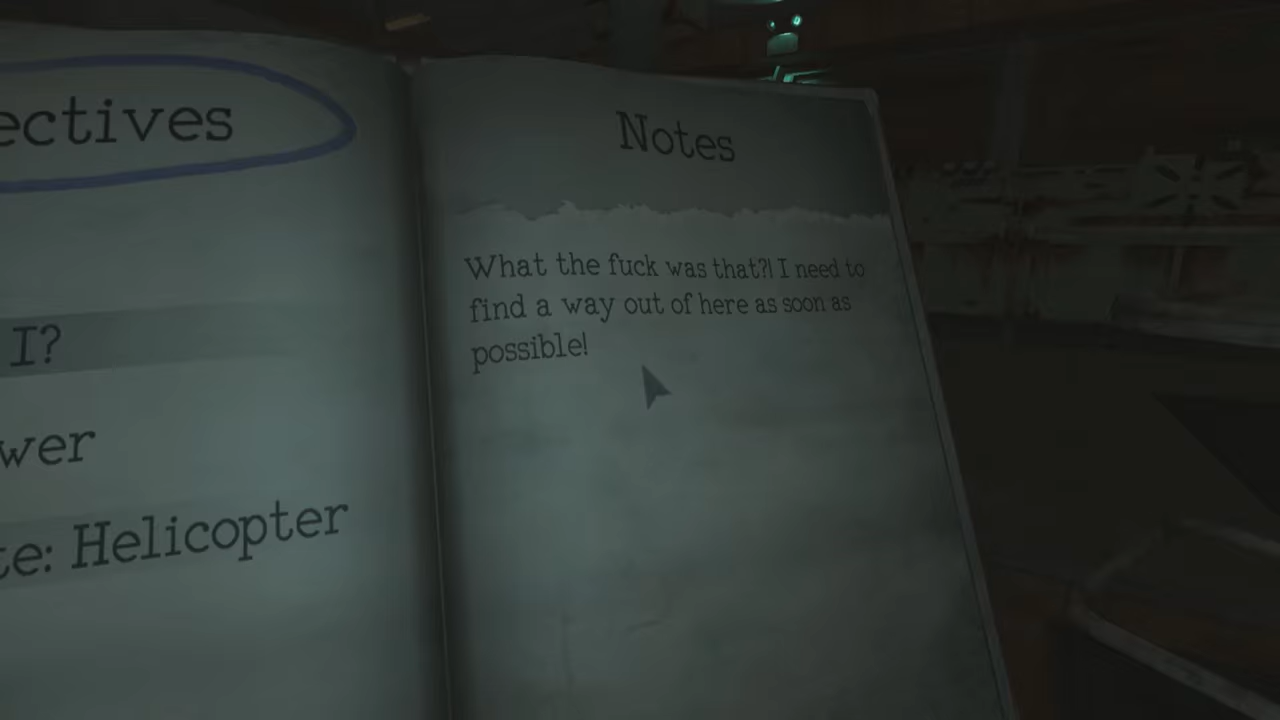 ectives
I?
wer
te: Helicopter
Notes
What the fuck was that?! I need to
find a way out of here as soon as
possible!